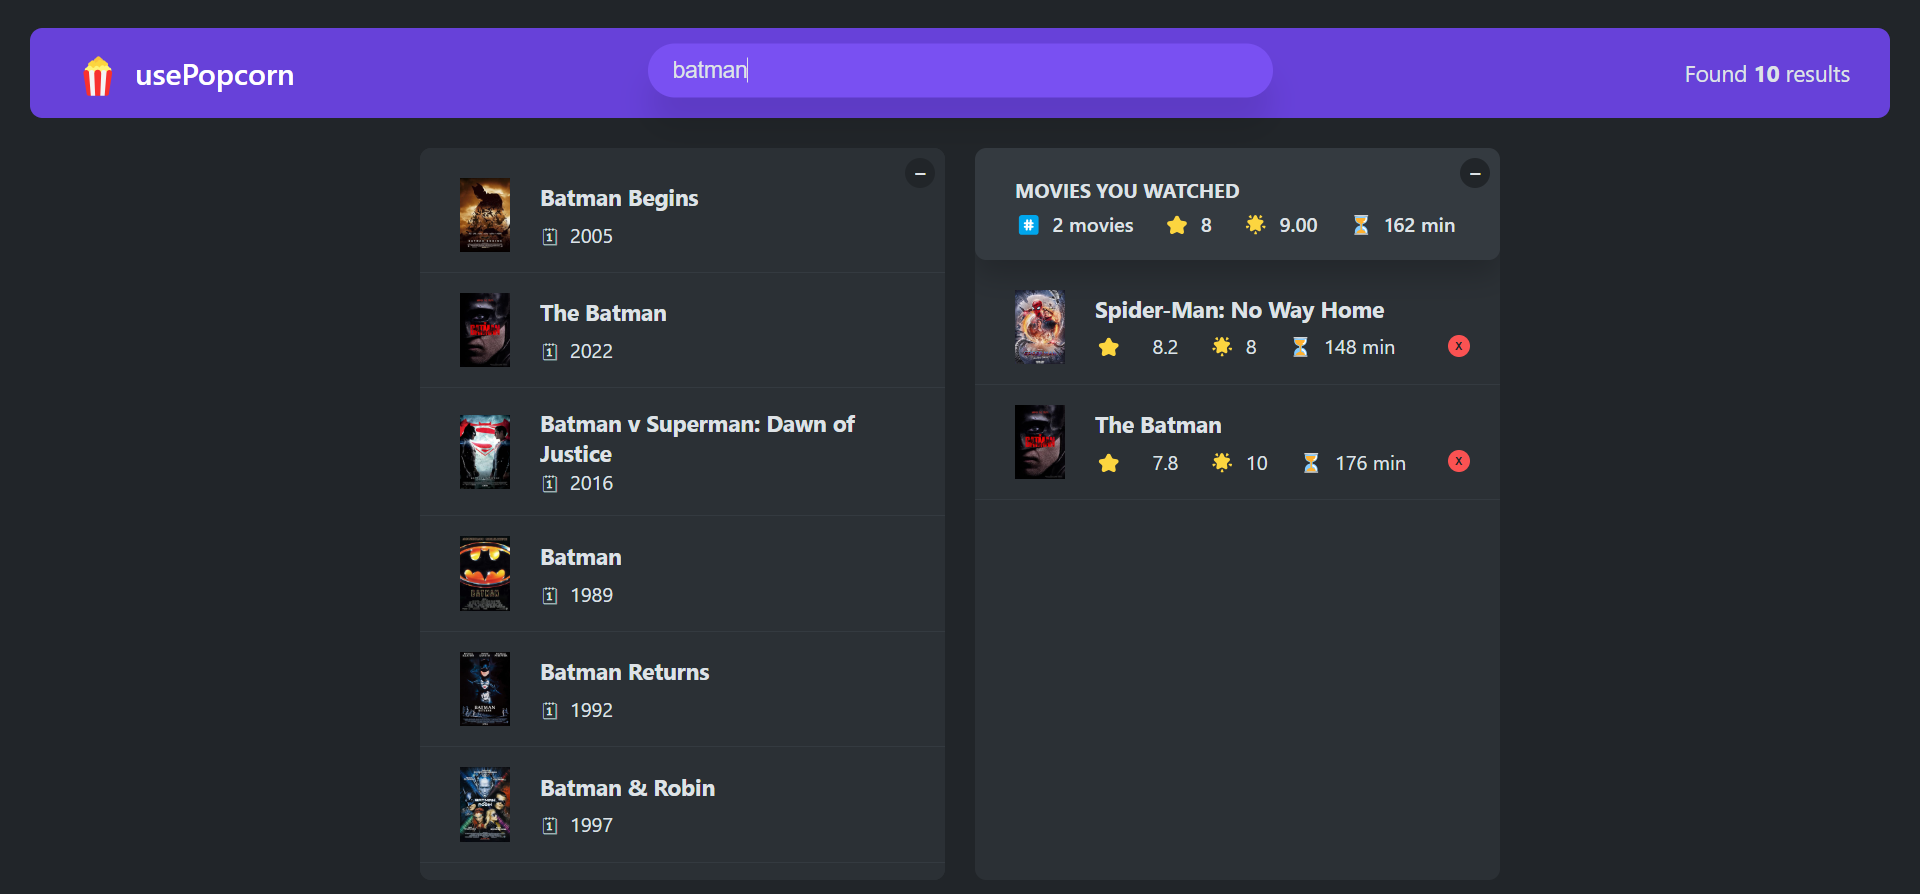 usePopcorn
batman
Found 10 results
Batman Begins
2005
The Batman
2022
Batman v Superman: Dawn of
Justice
2016
Batman
1989
Batman Returns
1992
Batman & Robin
1997
MOVIES YOU WATCHED
2 movies 8 9.00 162 min
Spider-Man: No Way Home
8.2 8 148 min X
The Batman
7.8 10 176 min X